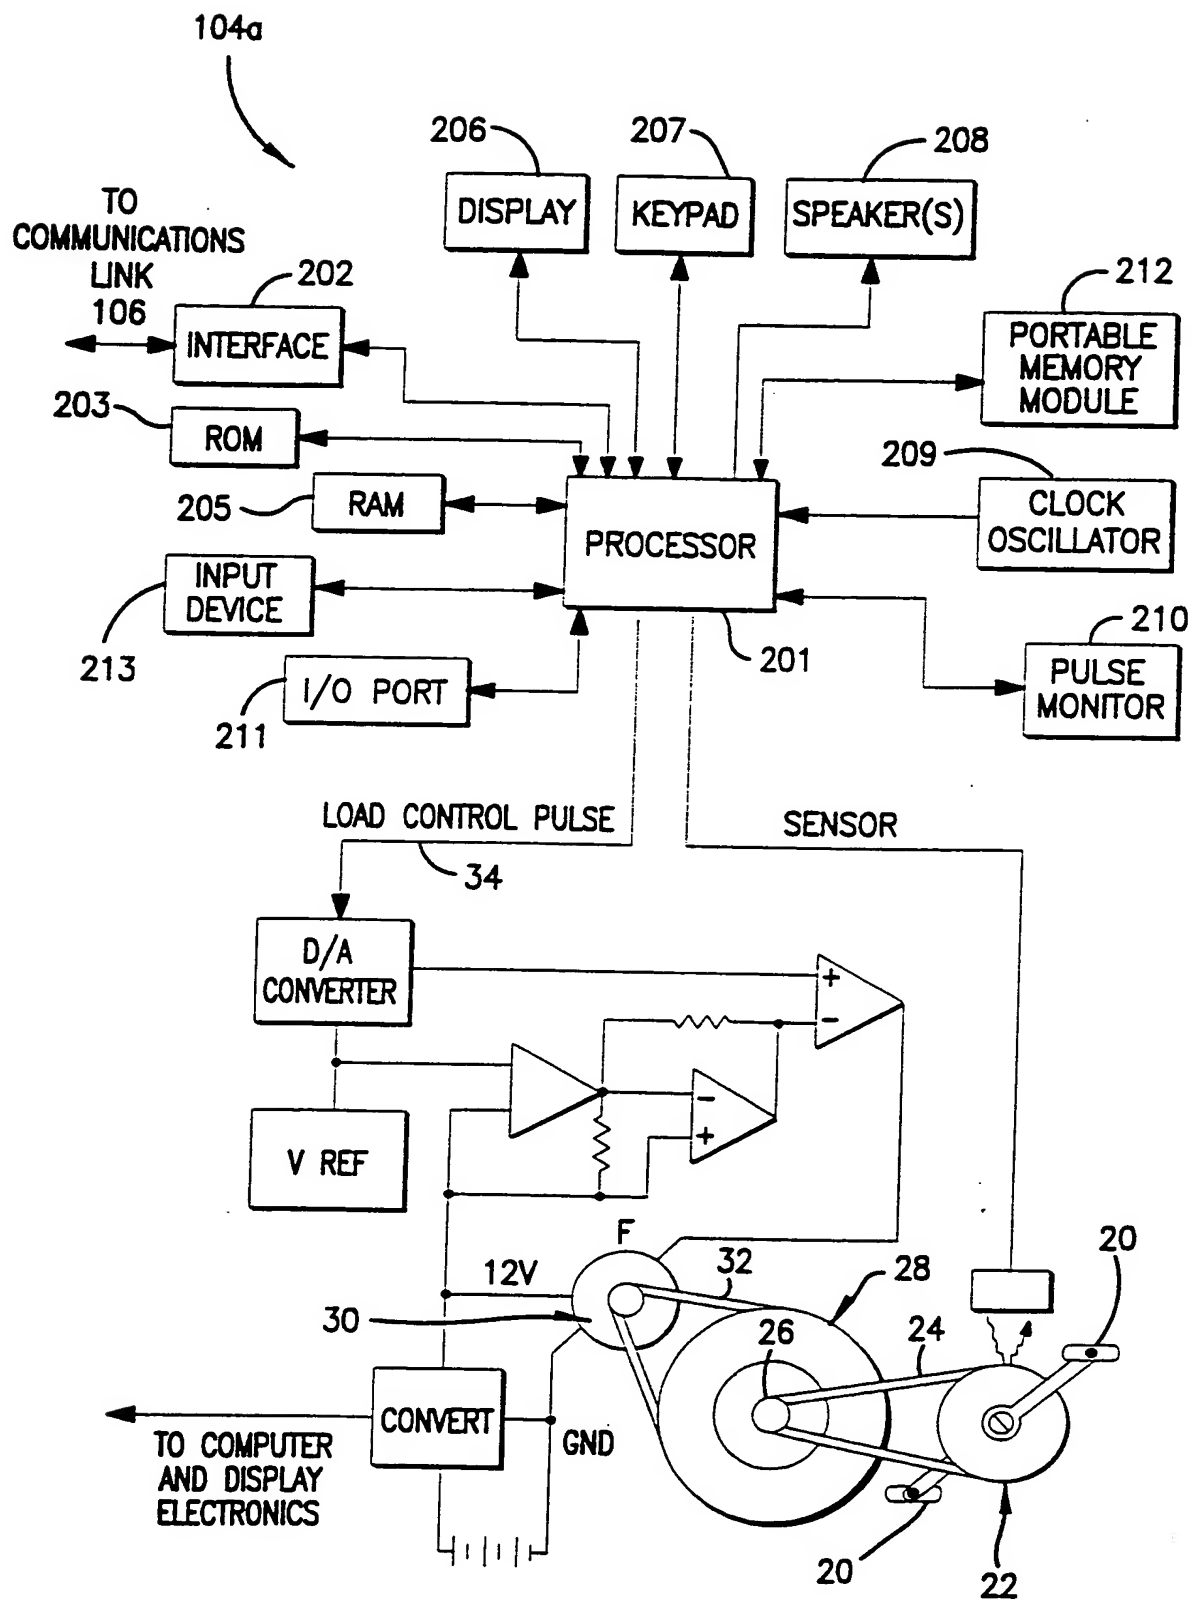 104a
206
207
208
DISPLAY
KEYPAD
SPEAKER(S)
TO
COMMUNICATIONS
LINK
106
202
INTERFACE
212
PORTABLE
MEMORY
MODULE
203
ROM
209
CLOCK
OSCILLATOR
205
RAM
PROCESSOR
201
213
INPUT
DEVICE
210
PULSE
MONITOR
211
I/O PORT
LOAD CONTROL PULSE
34
SENSOR
D/A
CONVERTER
+
−
−
+
V REF
F
12V
30
32
28
26
24
20
CONVERT
GND
TO COMPUTER
AND DISPLAY
ELECTRONICS
20
22